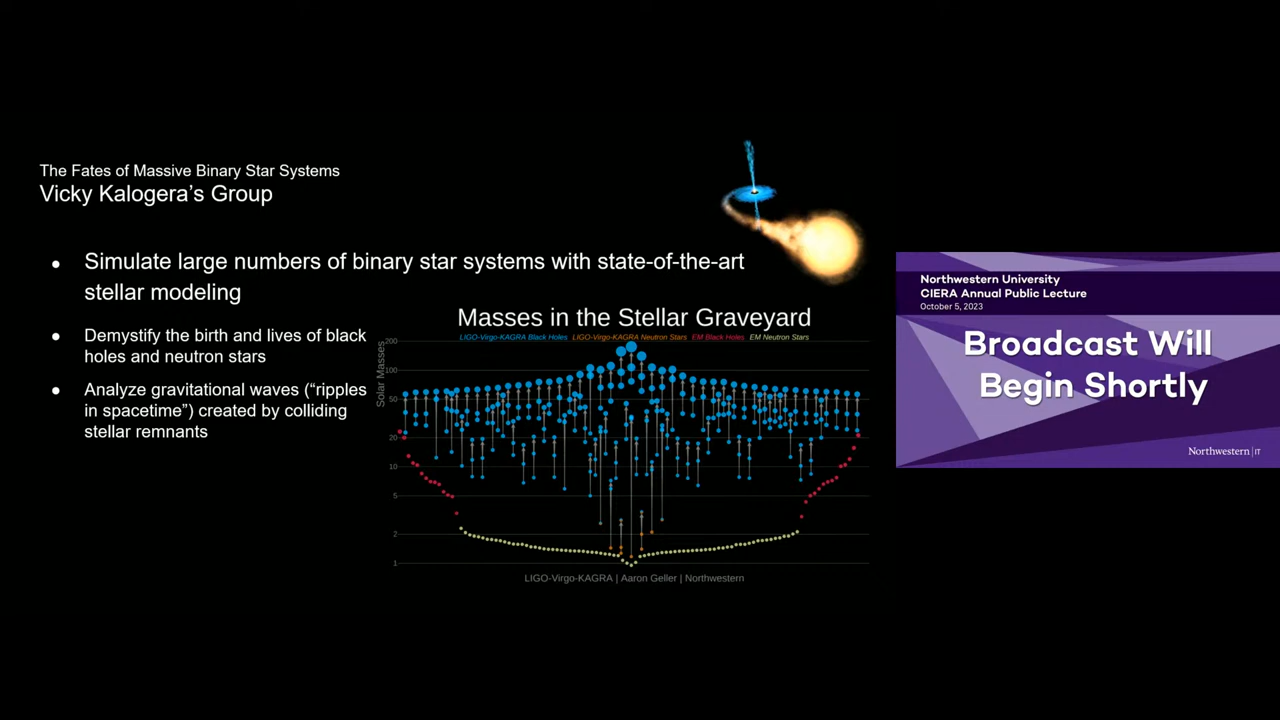 The Fates of Massive Binary Star Systems
Vicky Kalogera's Group
● Simulate large numbers of binary star systems with state-of-the-art
stellar modeling
● Demystify the birth and lives of black
holes and neutron stars
● Analyze gravitational waves (“ripples
in spacetime”) created by colliding
stellar remnants
Masses in the Stellar Graveyard
LIGO-Virgo-KAGRA Black Holes LIGO-Virgo-KAGRA Neutron Stars EM Black Holes EM Neutron Stars
Solar Masses
200
100
50
20
10
5
2
1
LIGO-Virgo-KAGRA | Aaron Geller | Northwestern
Northwestern University
CIERA Annual Public Lecture
October 5, 2023
Broadcast Will
Begin Shortly
Northwestern | IT